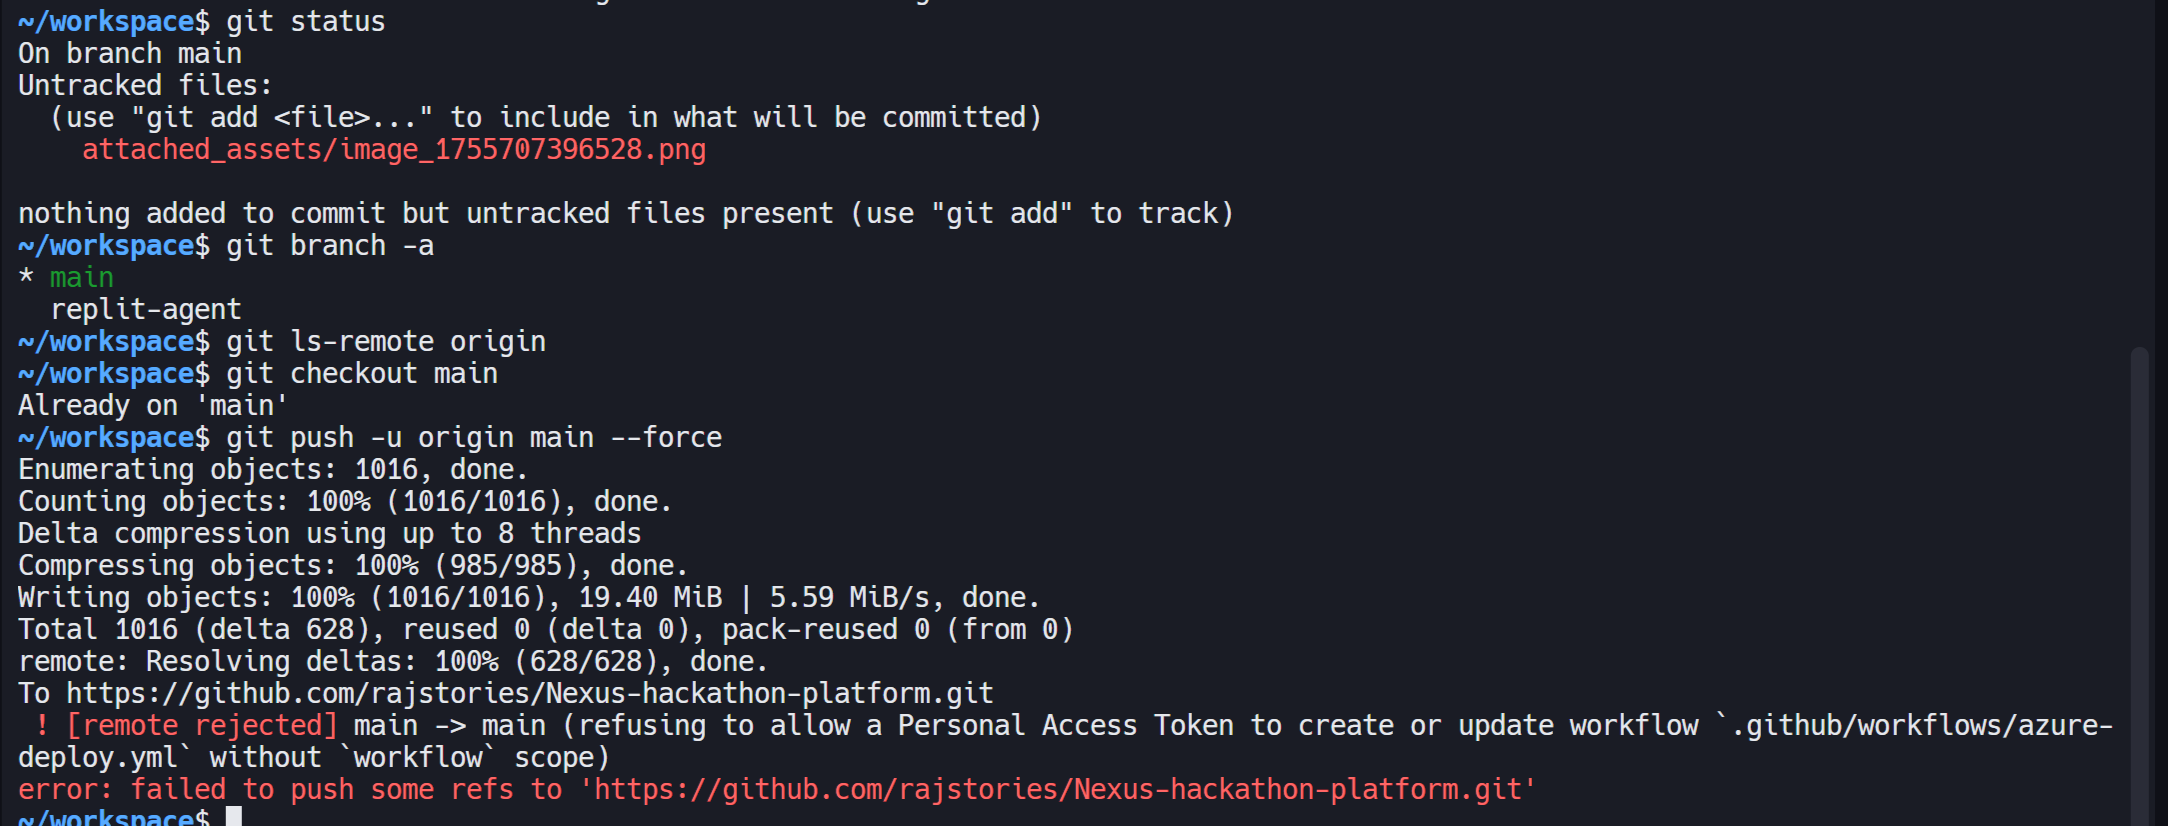 ~/workspace$ git status
On branch main
Untracked files:
  (use "git add <file>..." to include in what will be committed)
    attached_assets/image_1755707396528.png

nothing added to commit but untracked files present (use "git add" to track)
~/workspace$ git branch -a
* main
  replit-agent
~/workspace$ git ls-remote origin
~/workspace$ git checkout main
Already on 'main'
~/workspace$ git push -u origin main --force
Enumerating objects: 1016, done.
Counting objects: 100% (1016/1016), done.
Delta compression using up to 8 threads
Compressing objects: 100% (985/985), done.
Writing objects: 100% (1016/1016), 19.40 MiB | 5.59 MiB/s, done.
Total 1016 (delta 628), reused 0 (delta 0), pack-reused 0 (from 0)
remote: Resolving deltas: 100% (628/628), done.
To https://github.com/rajstories/Nexus-hackathon-platform.git
 ! [remote rejected] main -> main (refusing to allow a Personal Access Token to create or update workflow `.github/workflows/azure-
deploy.yml` without `workflow` scope)
error: failed to push some refs to 'https://github.com/rajstories/Nexus-hackathon-platform.git'
~/workspace$